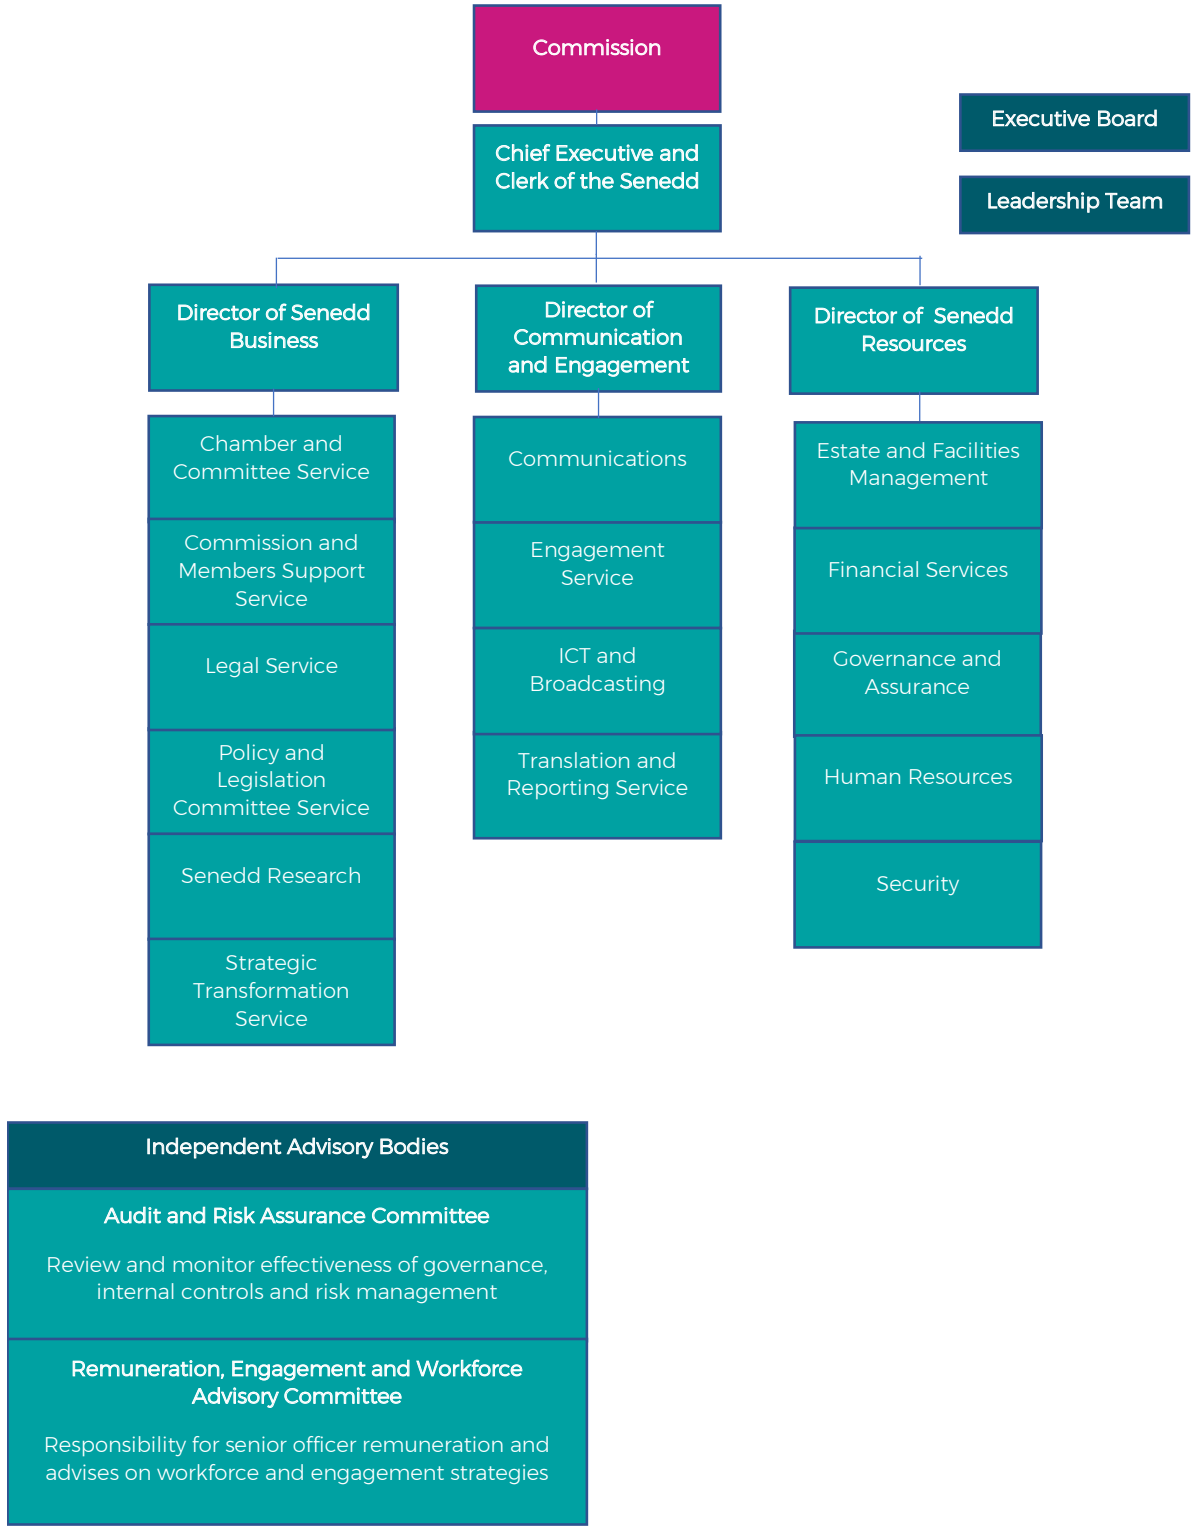 Commission
Executive Board
Chief Executive and
Clerk of the Senedd
Leadership Team
Director of Senedd
Business
Director of
Communication
and Engagement
Director of  Senedd
Resources
Chamber and
Committee Service
Commission and
Members Support
Service
Legal Service
Policy and
Legislation
Committee Service
Senedd Research
Strategic
Transformation
Service
Communications
Engagement
Service
ICT and
Broadcasting
Translation and
Reporting Service
Estate and Facilities
Management
Financial Services
Governance and
Assurance
Human Resources
Security
Independent Advisory Bodies
Audit and Risk Assurance Committee
Review and monitor effectiveness of governance,
internal controls and risk management
Remuneration, Engagement and Workforce
Advisory Committee
Responsibility for senior officer remuneration and
advises on workforce and engagement strategies